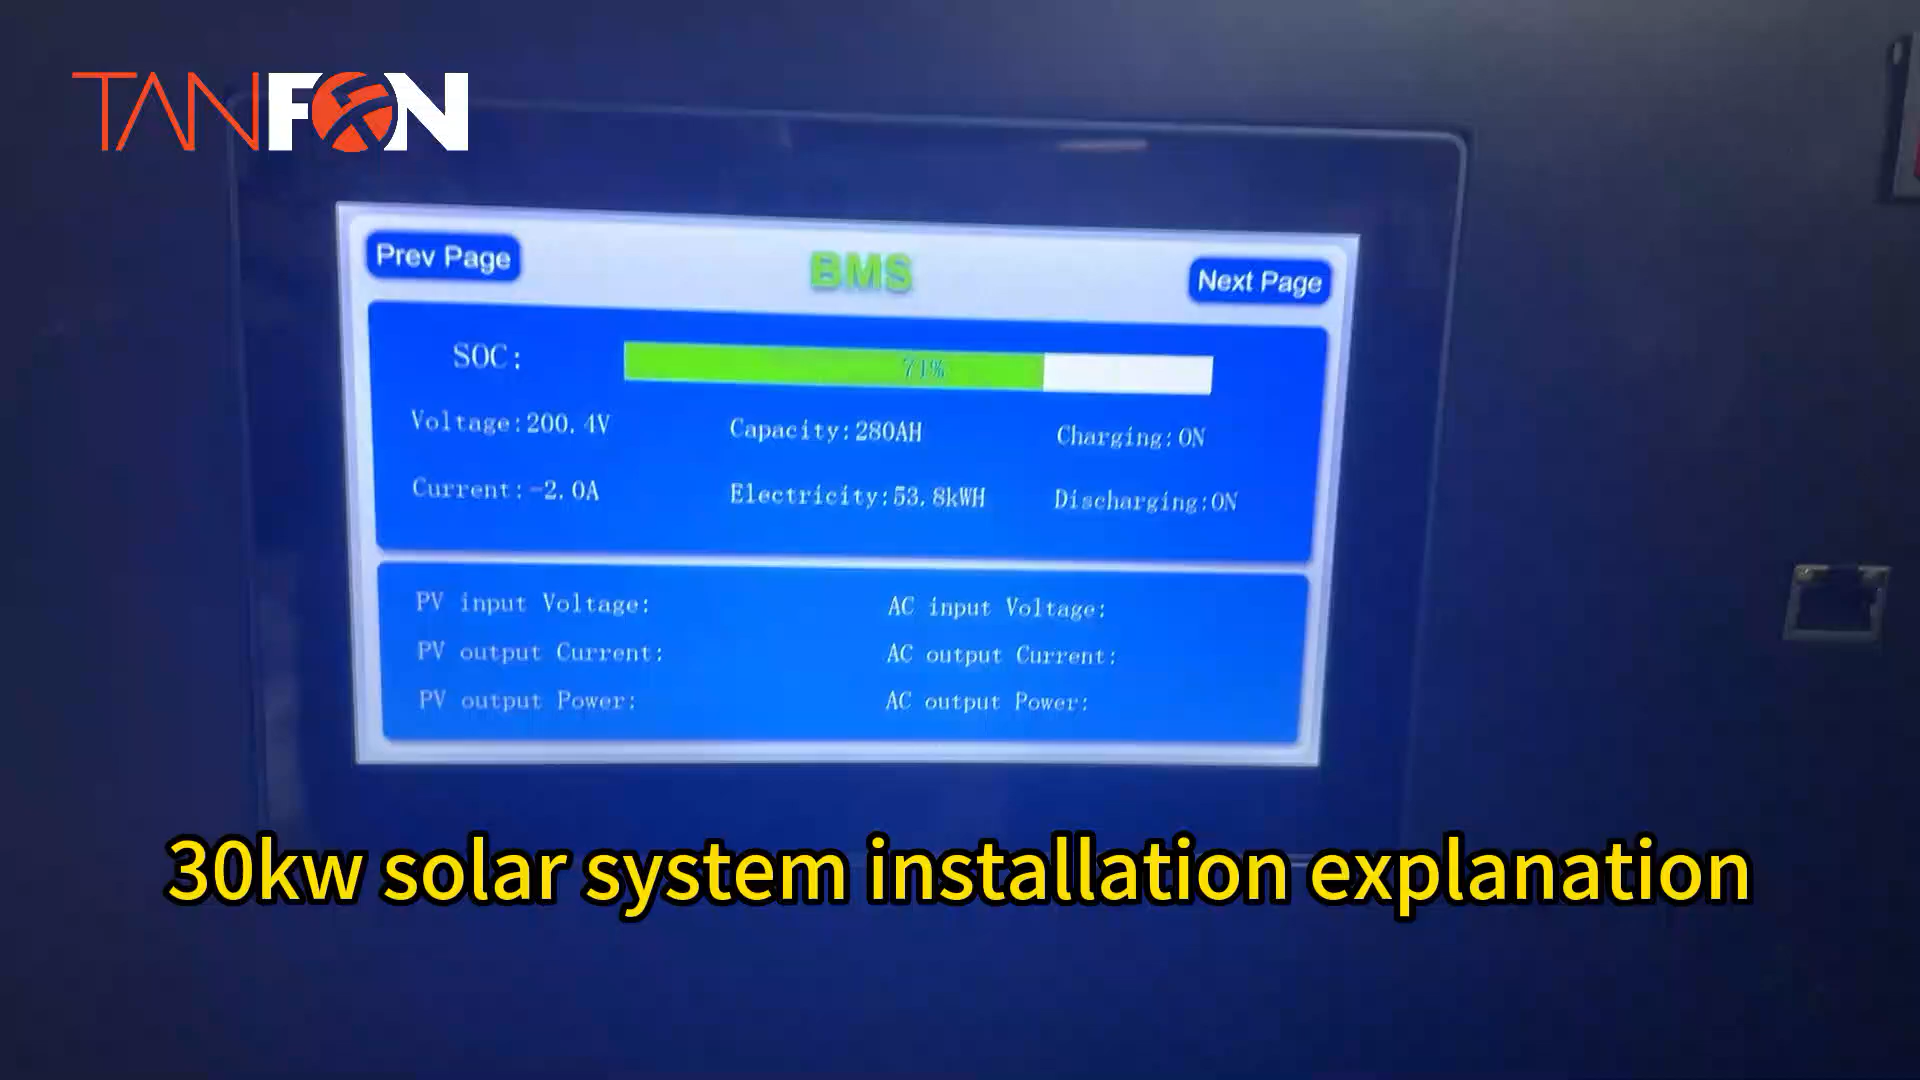 TANFON
Prev Page
BMS
Next Page
SOC:
71%
Voltage:200.4V
Capacity:280AH
Charging:ON
Current:-2.0A
Electricity:53.8kWH
Discharging:ON
PV input Voltage:
AC input Voltage:
PV output Current:
AC output Current:
PV output Power:
AC output Power:
30kw solar system installation explanation